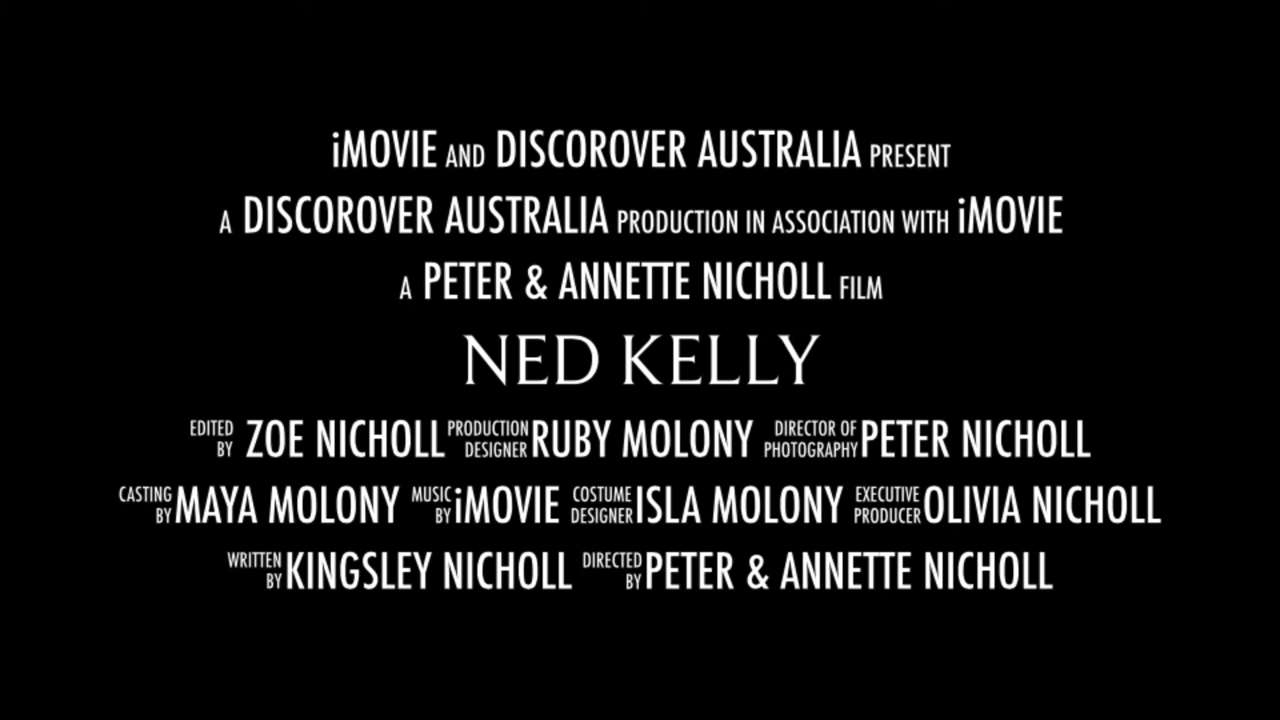 iMOVIE AND DISCOROVER AUSTRALIA PRESENT
A DISCOROVER AUSTRALIA PRODUCTION IN ASSOCIATION WITH iMOVIE
A PETER & ANNETTE NICHOLL FILM
NED KELLY
EDITED BY ZOE NICHOLL PRODUCTION DESIGNER RUBY MOLONY DIRECTOR OF PHOTOGRAPHY PETER NICHOLL
CASTING BY MAYA MOLONY MUSIC BY iMOVIE COSTUME DESIGNER ISLA MOLONY EXECUTIVE PRODUCER OLIVIA NICHOLL
WRITTEN BY KINGSLEY NICHOLL DIRECTED BY PETER & ANNETTE NICHOLL